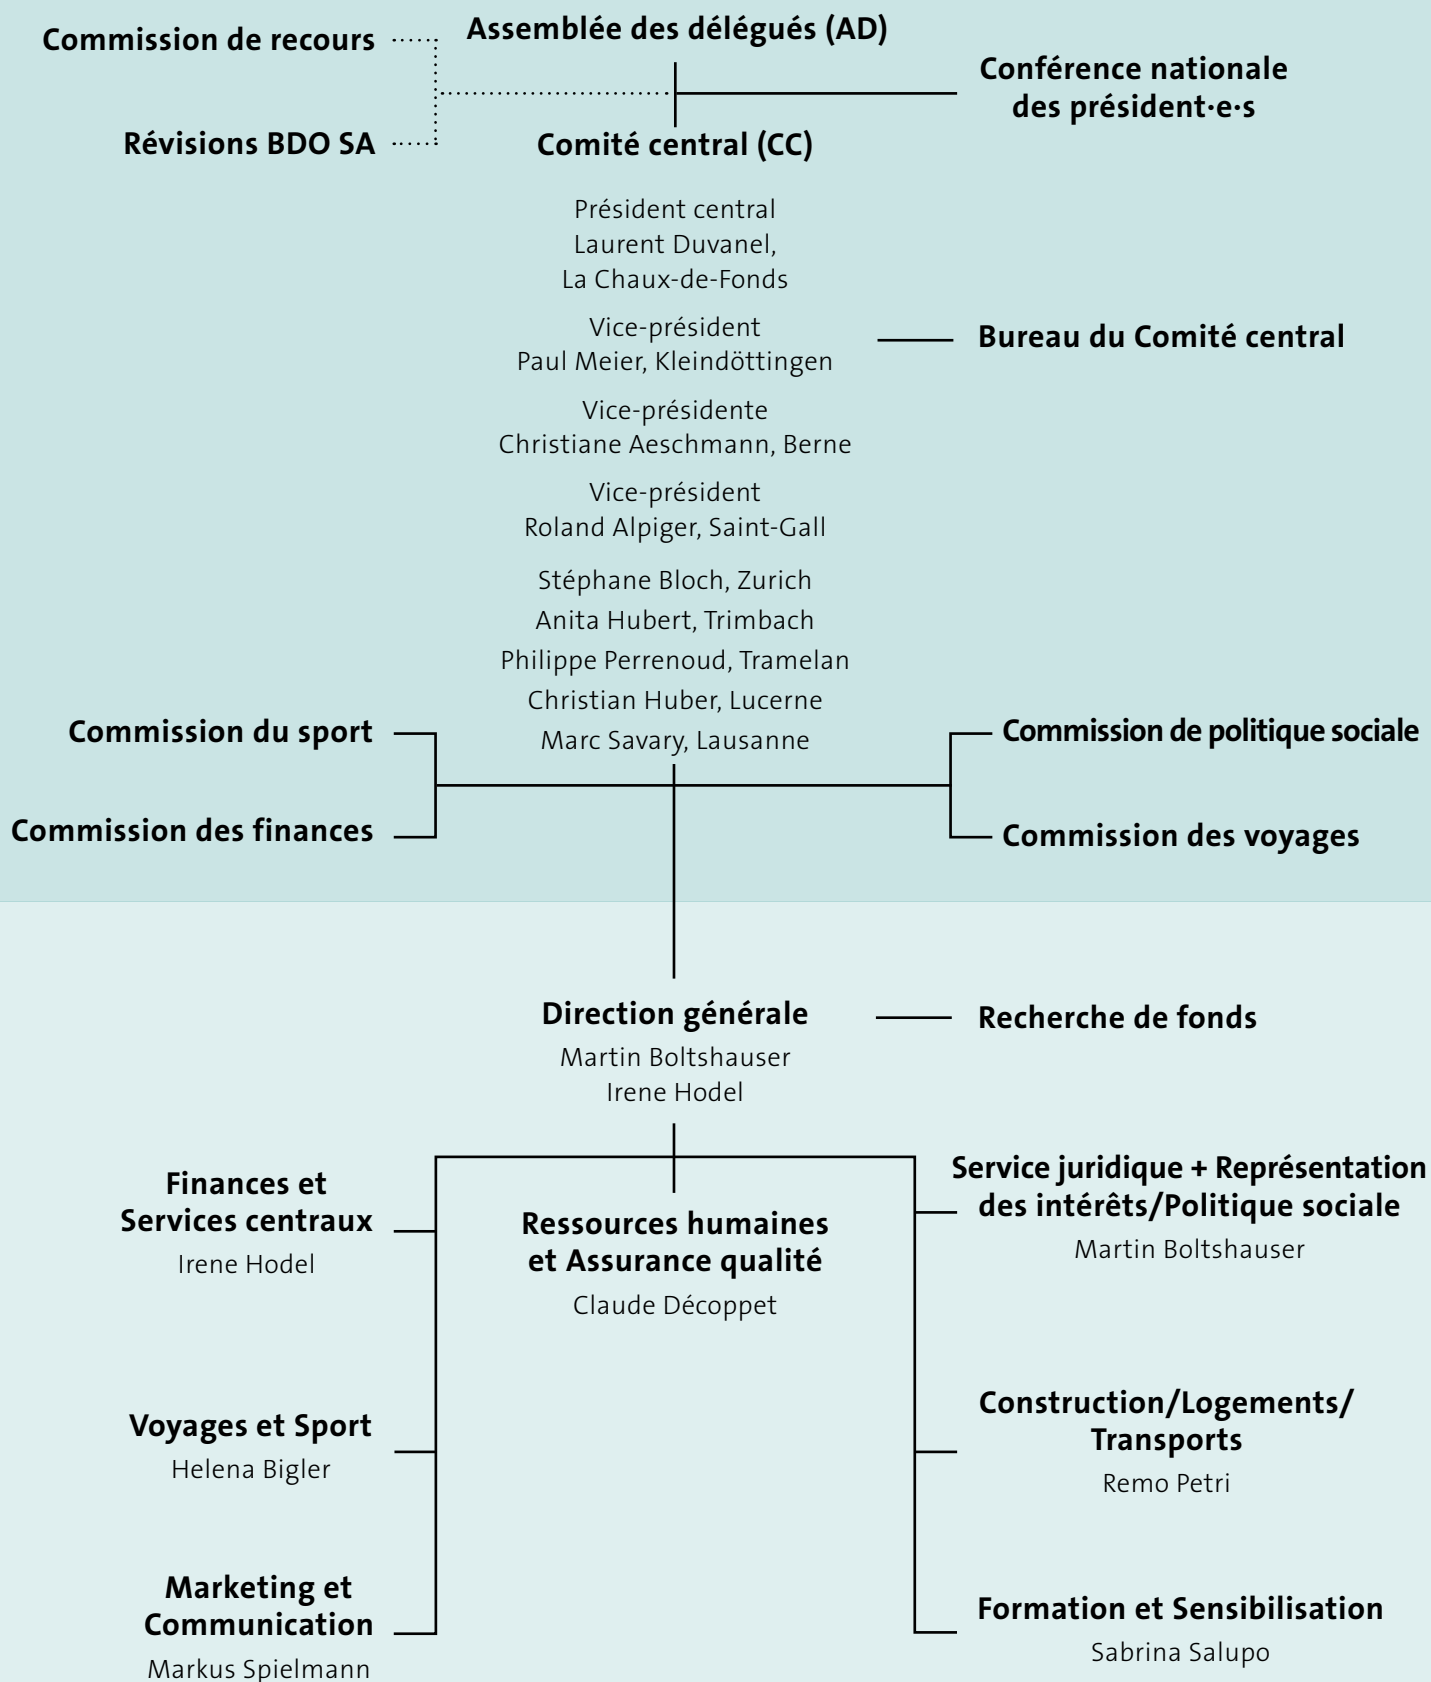 Commission de recours
Assemblée des délégués (AD)
Conférence nationale
des président·e·s
Révisions BDO SA
Comité central (CC)
Président central
Laurent Duvanel,
La Chaux-de-Fonds
Vice-président
Paul Meier, Kleindöttingen
Bureau du Comité central
Vice-présidente
Christiane Aeschmann, Berne
Vice-président
Roland Alpiger, Saint-Gall
Stéphane Bloch, Zurich
Anita Hubert, Trimbach
Philippe Perrenoud, Tramelan
Christian Huber, Lucerne
Marc Savary, Lausanne
Commission du sport
Commission de politique sociale
Commission des finances
Commission des voyages
Direction générale
Martin Boltshauser
Irene Hodel
Recherche de fonds
Finances et
Services centraux
Irene Hodel
Ressources humaines
et Assurance qualité
Claude Décoppet
Service juridique + Représentation
des intérêts/Politique sociale
Martin Boltshauser
Voyages et Sport
Helena Bigler
Construction/Logements/
Transports
Remo Petri
Marketing et
Communication
Markus Spielmann
Formation et Sensibilisation
Sabrina Salupo